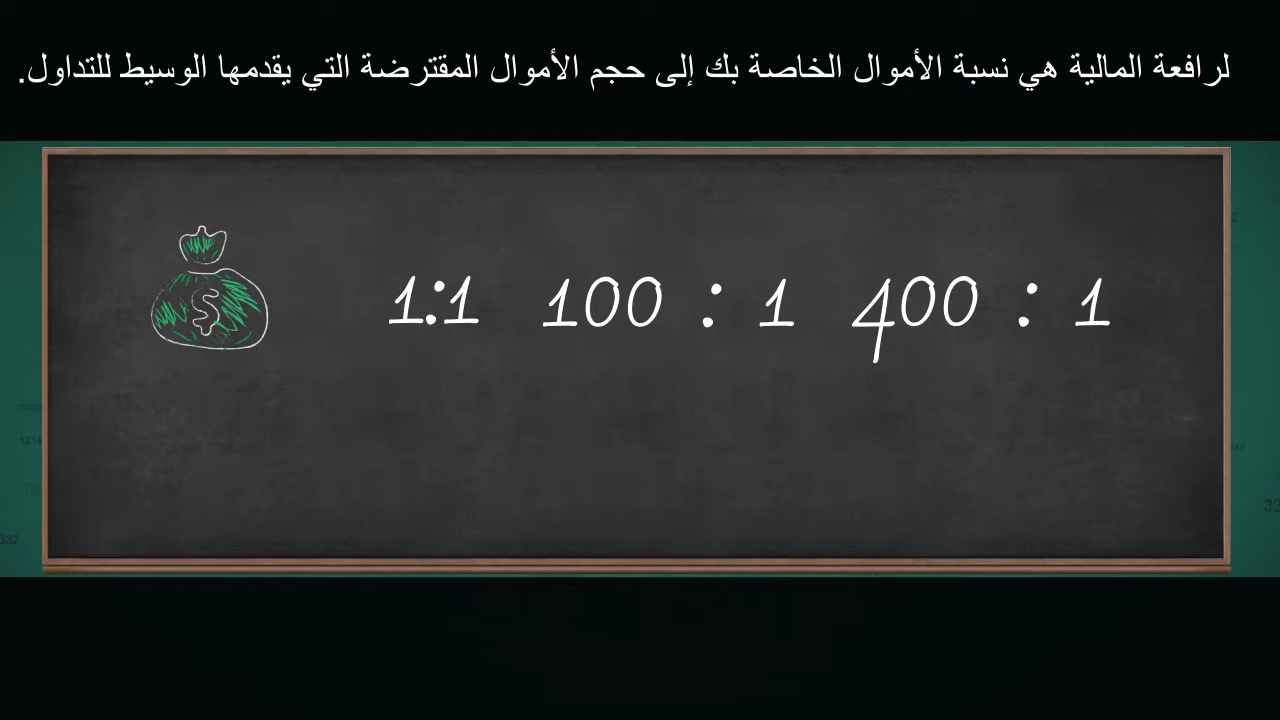 لرافعة المالية هي نسبة الأموال الخاصة بك إلى حجم الأموال المقترضة التي يقدمها الوسيط للتداول.
1:1 100 : 1 400 : 1
$